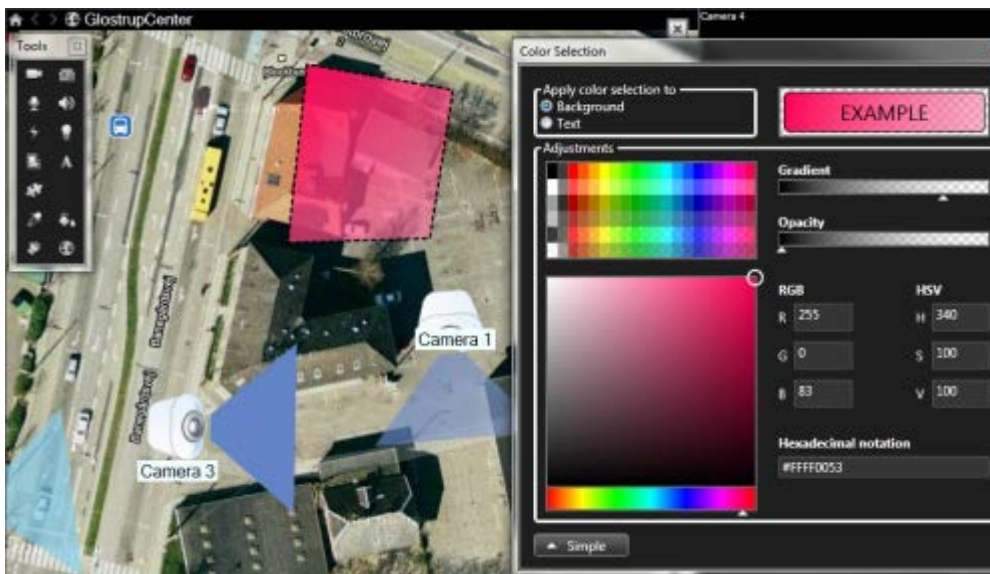 GlostrupCenter
Camera 4
Tools
A
Camera 1
Camera 3
Color Selection
Apply color selection to
Background
Text
EXAMPLE
Adjustments
Gradient
Opacity
RGB
HSV
R 255
H 340
G 0
S 100
B 83
V 100
Hexadecimal notation
#FFFF0053
Simple